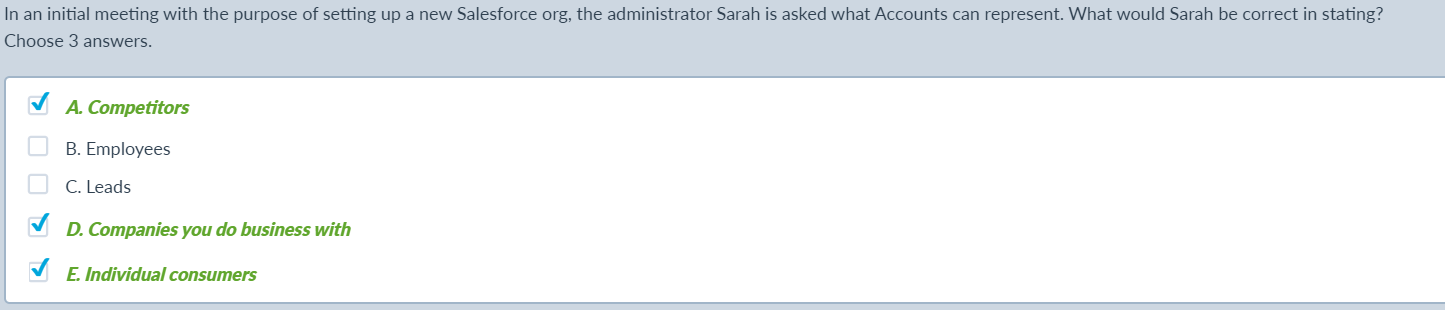 In an initial meeting with the purpose of setting up a new Salesforce org, the administrator Sarah is asked what Accounts can represent. What would Sarah be correct in stating?
Choose 3 answers.
A. Competitors
B. Employees
C. Leads
D. Companies you do business with
E. Individual consumers